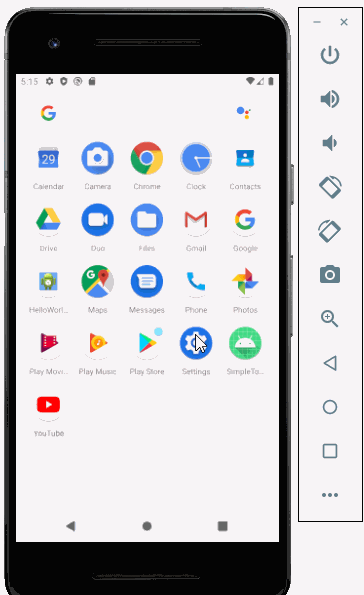 5:15
G
29
Calendar Camera Chrome Clock Contacts
Drive Duo Files Gmail Google
HelloWorl... Maps Messages Phone Photos
Play Movi... Play Music Play Store Settings SimpleTo...
YouTube